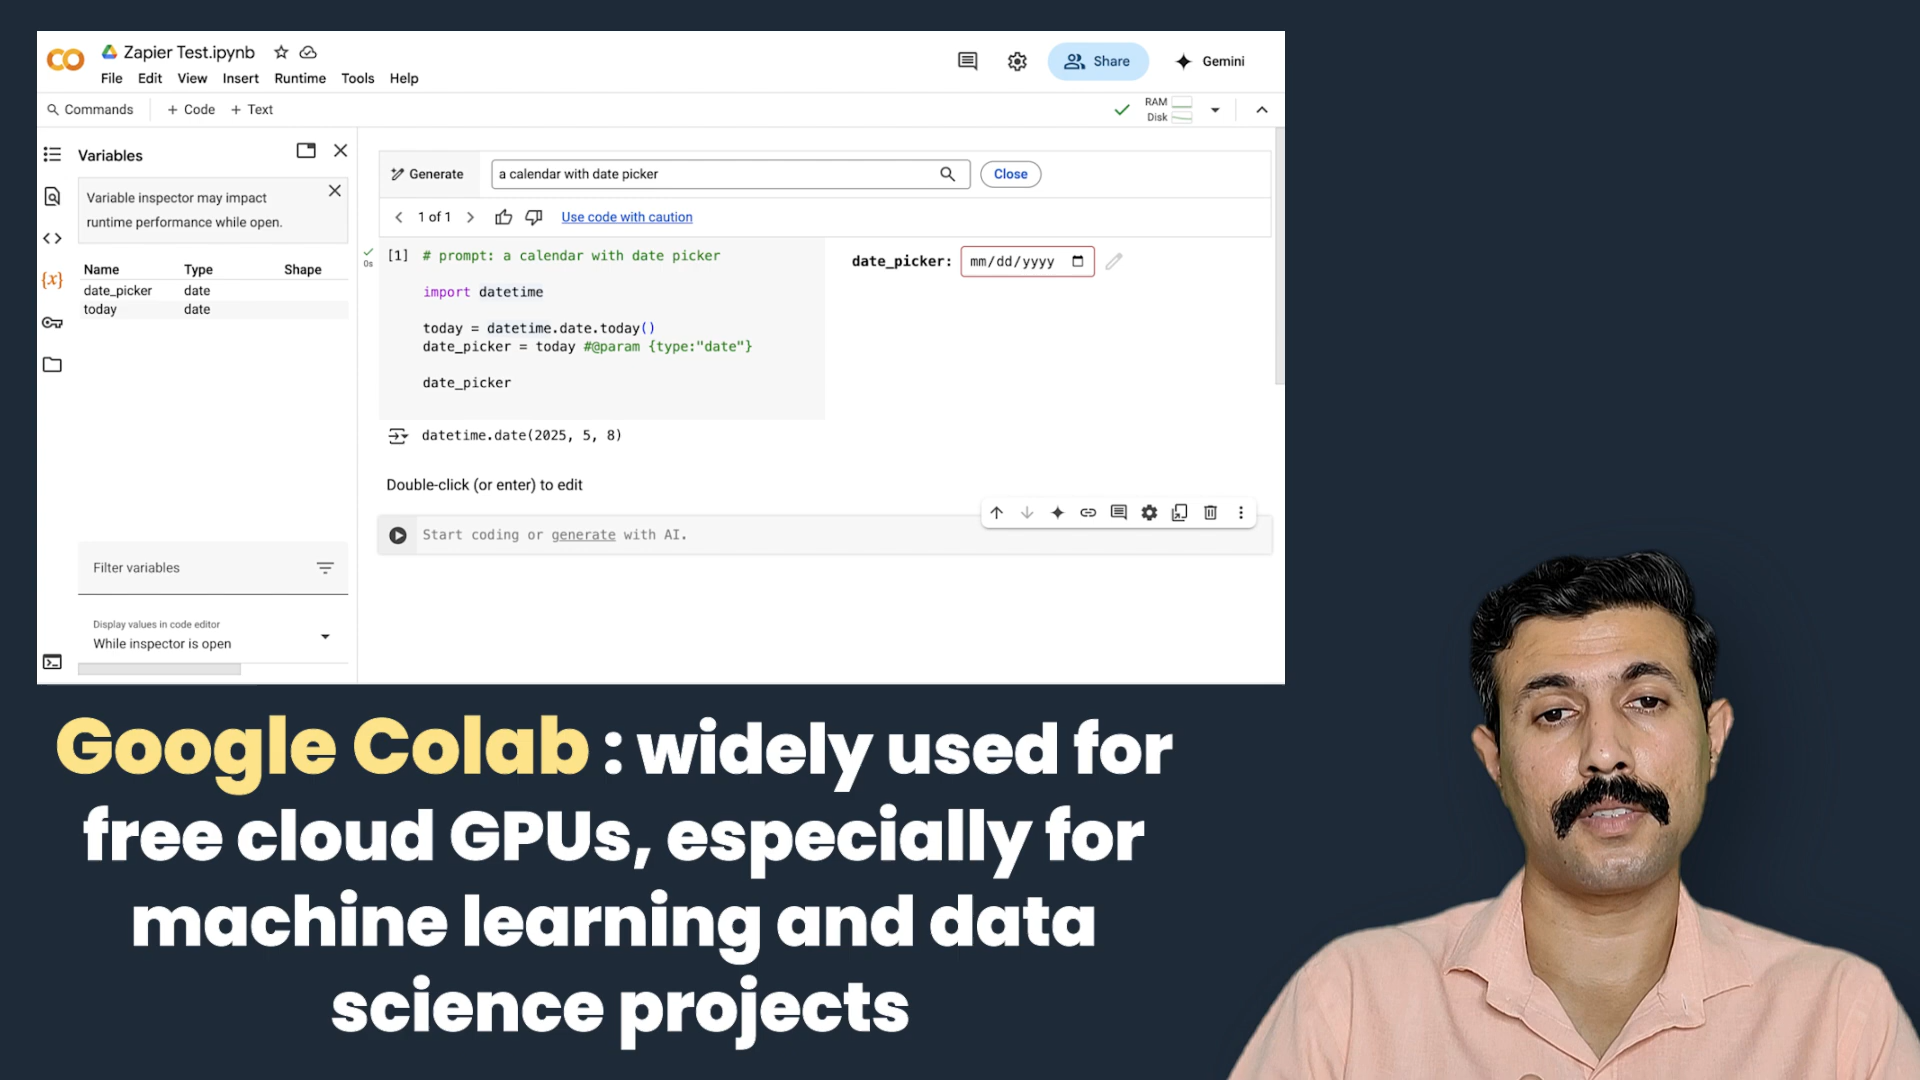 Zapier Test.ipynb
File Edit View Insert Runtime Tools Help
Share
Gemini
Commands + Code + Text
RAM
Disk
Variables
Variable inspector may impact
runtime performance while open.
Name Type Shape
date_picker date
today date
Filter variables
Display values in code editor
While inspector is open
Generate a calendar with date picker Close
1 of 1 Use code with caution
0s
[1] # prompt: a calendar with date picker
import datetime
today = datetime.date.today()
date_picker = today #@param {type:"date"}
date_picker
date_picker: mm/dd/yyyy
datetime.date(2025, 5, 8)
Double-click (or enter) to edit
Start coding or generate with AI.
Google Colab : widely used for
free cloud GPUs, especially for
machine learning and data
science projects